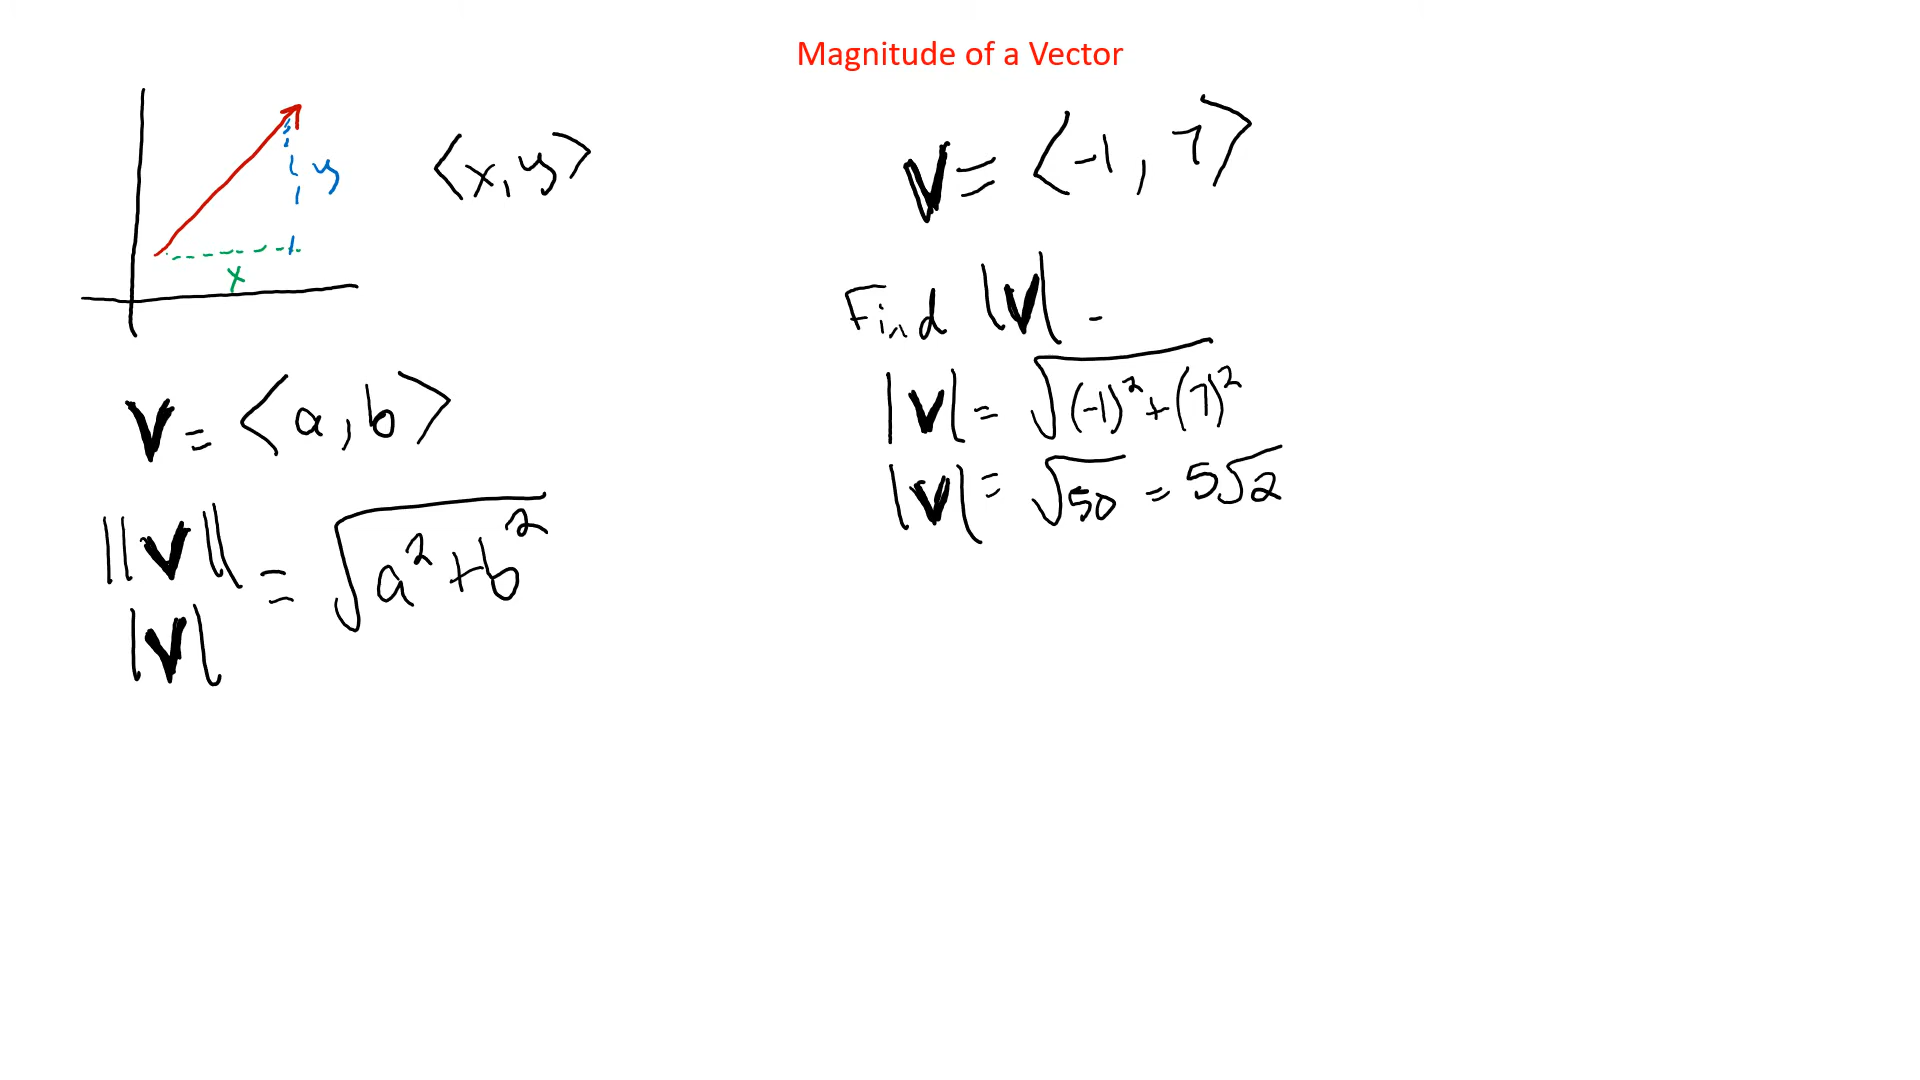 Magnitude of a Vector
y
x
⟨x, y⟩
v = ⟨a, b⟩
||v|| = √(a² + b²)
|v|
v = ⟨-1, 7⟩
Find |v|.
|v| = √((-1)² + (7)²)
|v| = √50 = 5√2